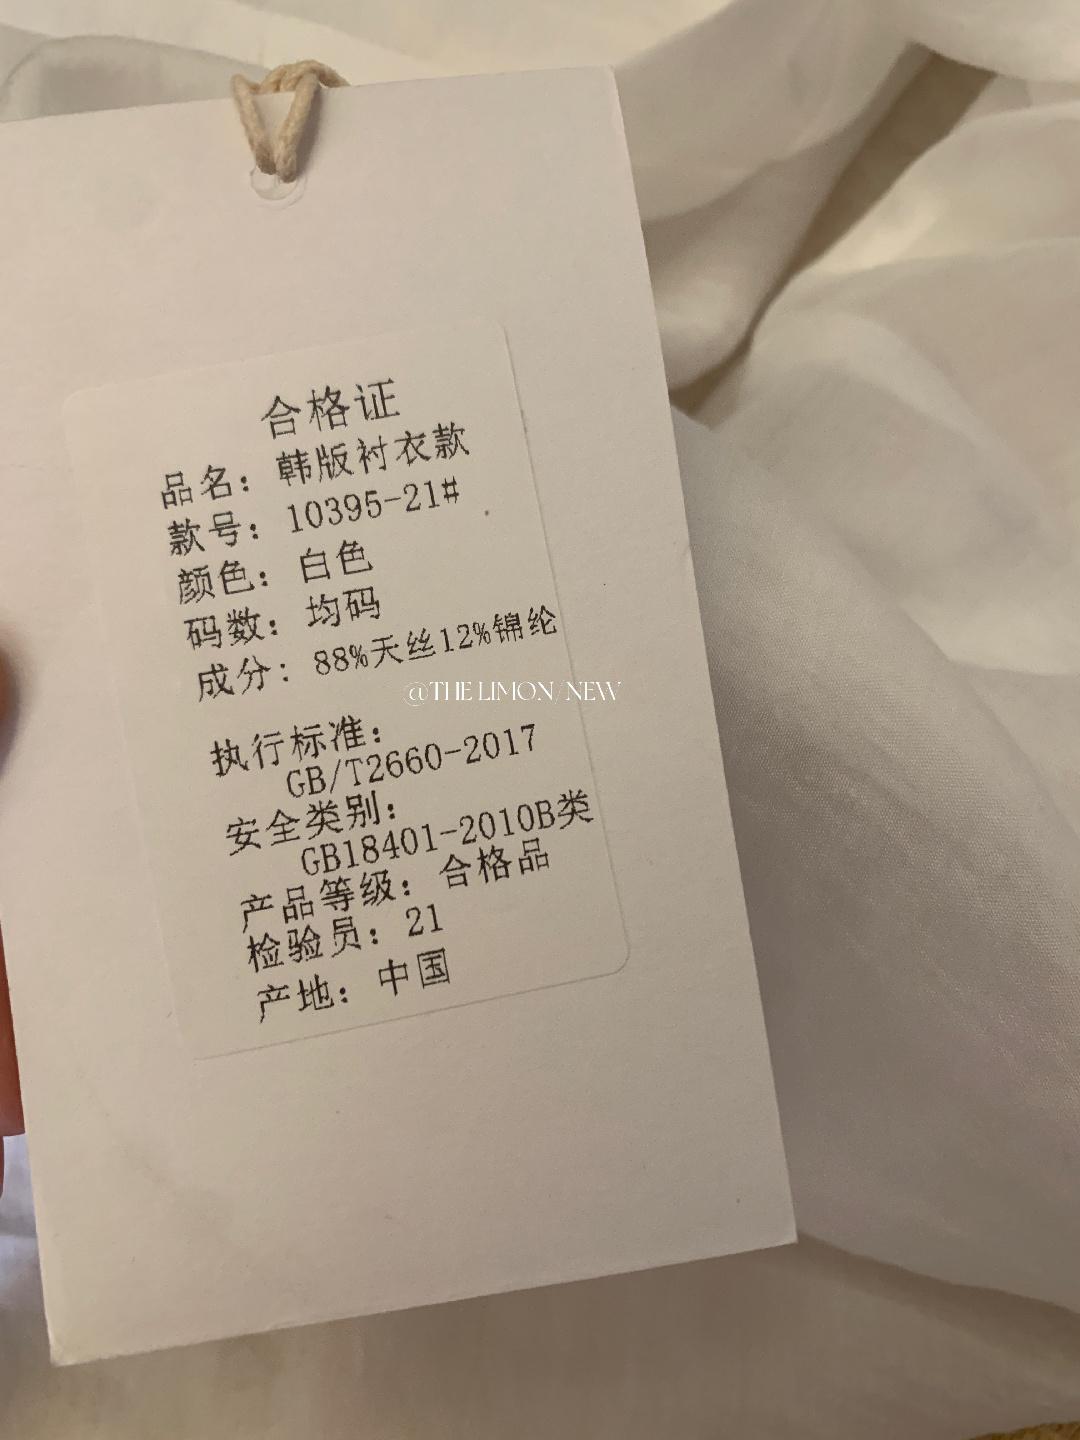 合格证
品名：韩版衬衣款
款号：10395-21#
颜色：白色
码数：均码
成分：88%天丝12%锦纶
@THE LIMON/NEW
执行标准：
GB/T2660-2017
安全类别：
GB18401-2010B类
产品等级：合格品
检验员：21
产地：中国